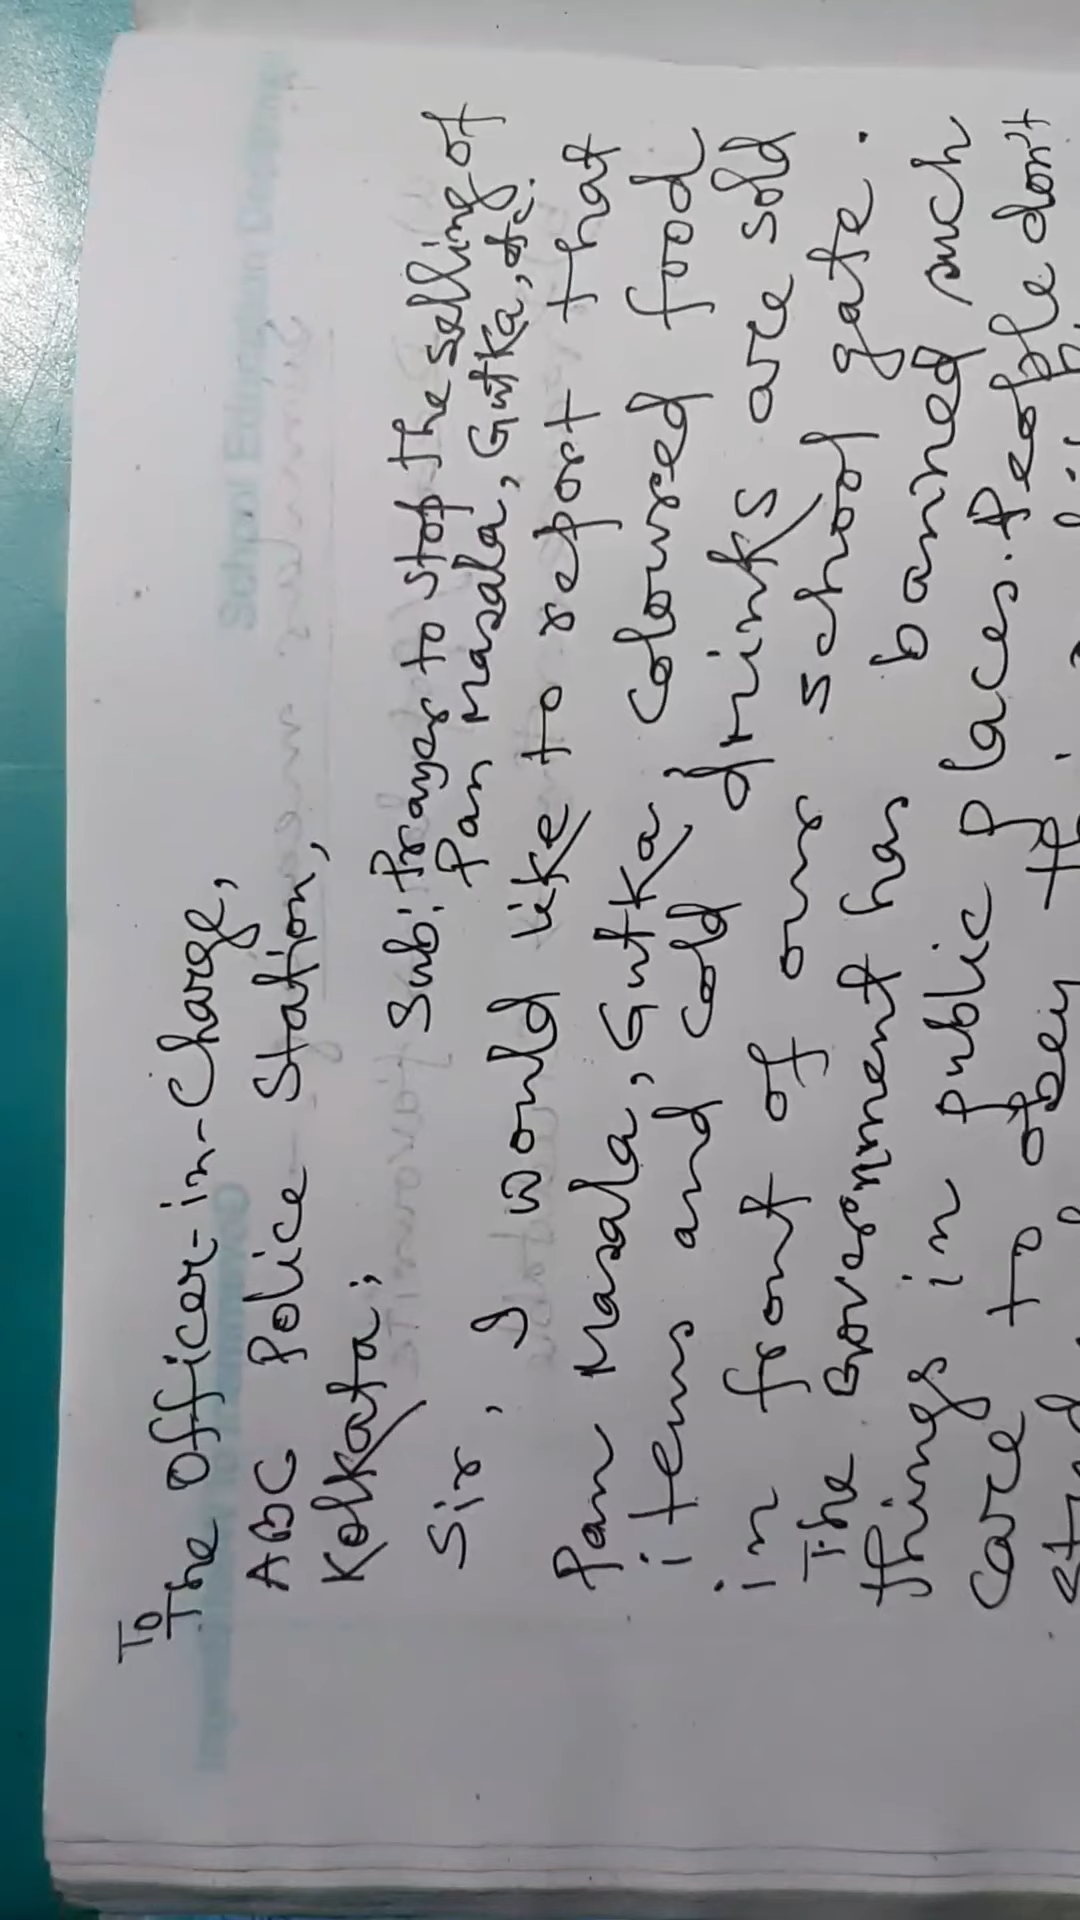 To
The Officer-in-Charge,
ABC Police Station,
Kolkata;
Sub: Prayer to stop the selling of
Pan Masala, Gutka, etc.
Sir, I would like to report that
Pan Masala, Gutka, coloured food
items and cold drinks are sold
in front of our school gate.
The Government has banned such
things in public places. People don't
care to obey
School Education Department